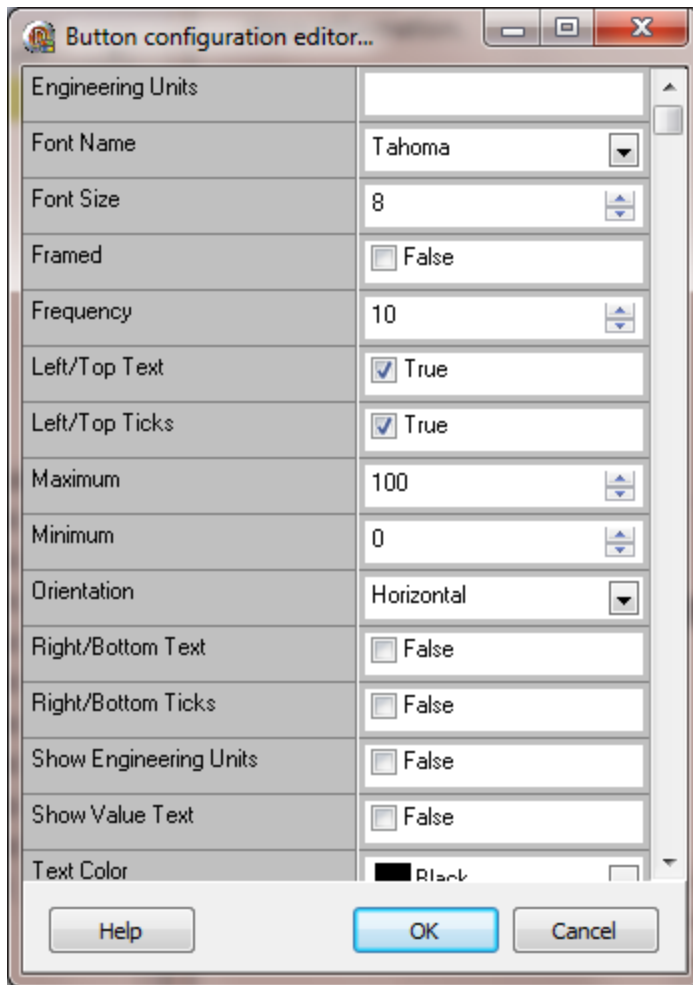 Button configuration editor...
Engineering Units
Font Name Tahoma
Font Size 8
Framed False
Frequency 10
Left/Top Text True
Left/Top Ticks True
Maximum 100
Minimum 0
Orientation Horizontal
Right/Bottom Text False
Right/Bottom Ticks False
Show Engineering Units False
Show Value Text False
Text Color Black
Help OK Cancel